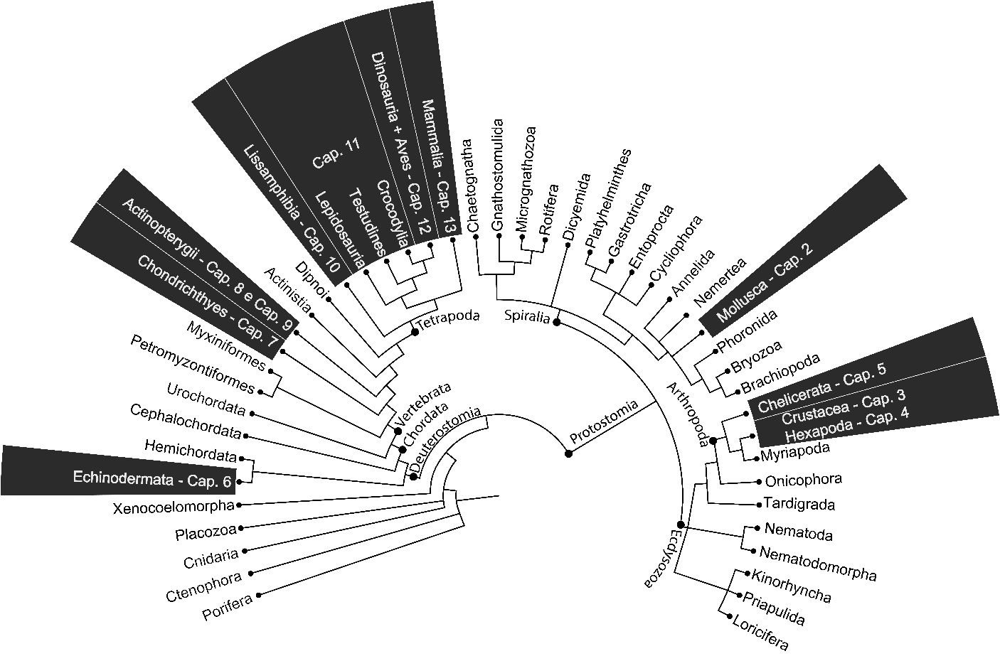 Porifera
Ctenophora
Cnidaria
Placozoa
Xenocoelomorpha
Echinodermata - Cap. 6
Hemichordata
Cephalochordata
Urochordata
Petromyzontiformes
Myxiniformes
Chondrichthyes - Cap. 7
Actinopterygii - Cap. 8 e Cap. 9
Actinistia
Dipnoi
Lissamphibia - Cap. 10
Cap. 11
Lepidosauria
Testudines
Crocodylia
Dinosauria + Aves - Cap. 12
Mammalia - Cap. 13
Chaetognatha
Gnathostomulida
Micrognathozoa
Rotifera
Dicyemida
Platyhelminthes
Gastrotricha
Entoprocta
Cycliophora
Annelida
Nemertea
Mollusca - Cap. 2
Phoronida
Bryozoa
Brachiopoda
Chelicerata - Cap. 5
Crustacea - Cap. 3
Hexapoda - Cap. 4
Myriapoda
Onicophora
Tardigrada
Nematoda
Nematodomorpha
Kinorhyncha
Priapulida
Loricifera
Tetrapoda
Vertebrata
Chordata
Deuterostomia
Protostomia
Spiralia
Arthropoda
Ecdysozoa